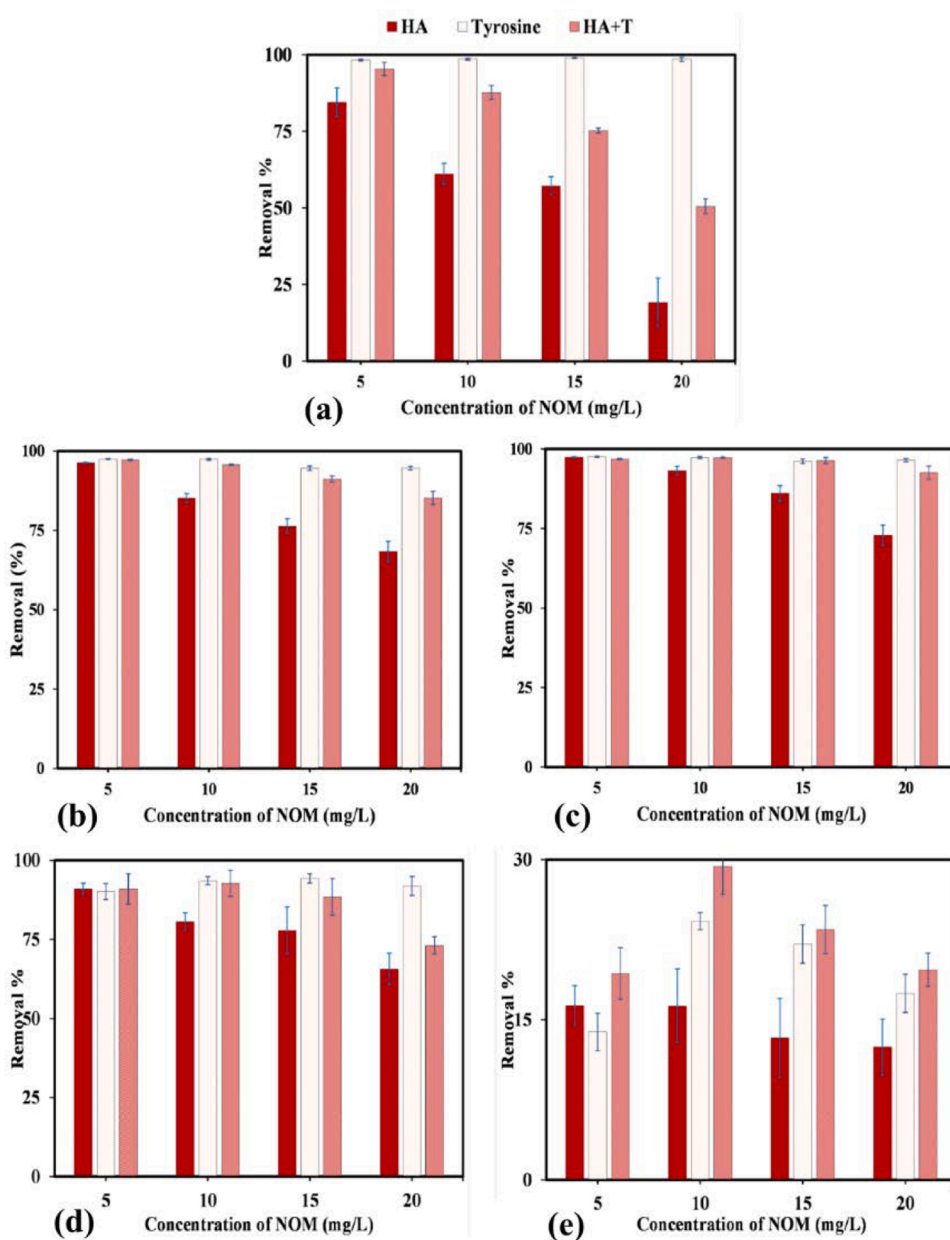 HA Tyrosine HA+T
100
75
50
25
0
Removal %
5 10 15 20
(a)
Concentration of NOM (mg/L)
100
75
50
25
0
Removal (%)
5 10 15 20
(b)
Concentration of NOM (mg/L)
100
75
50
25
0
Removal %
5 10 15 20
(c)
Concentration of NOM (mg/L)
100
75
50
25
0
Removal %
5 10 15 20
(d)
Concentration of NOM (mg/L)
30
15
0
Removal %
5 10 15 20
(e)
Concentration of NOM (mg/L)